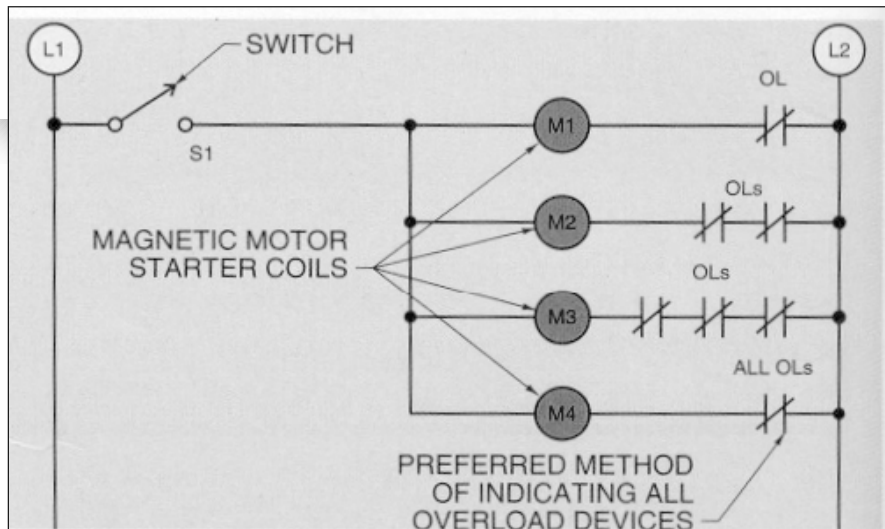 L1
SWITCH
L2
OL
S1
M1
OLs
M2
MAGNETIC MOTOR
STARTER COILS
OLs
M3
ALL OLs
M4
PREFERRED METHOD
OF INDICATING ALL
OVERLOAD DEVICES